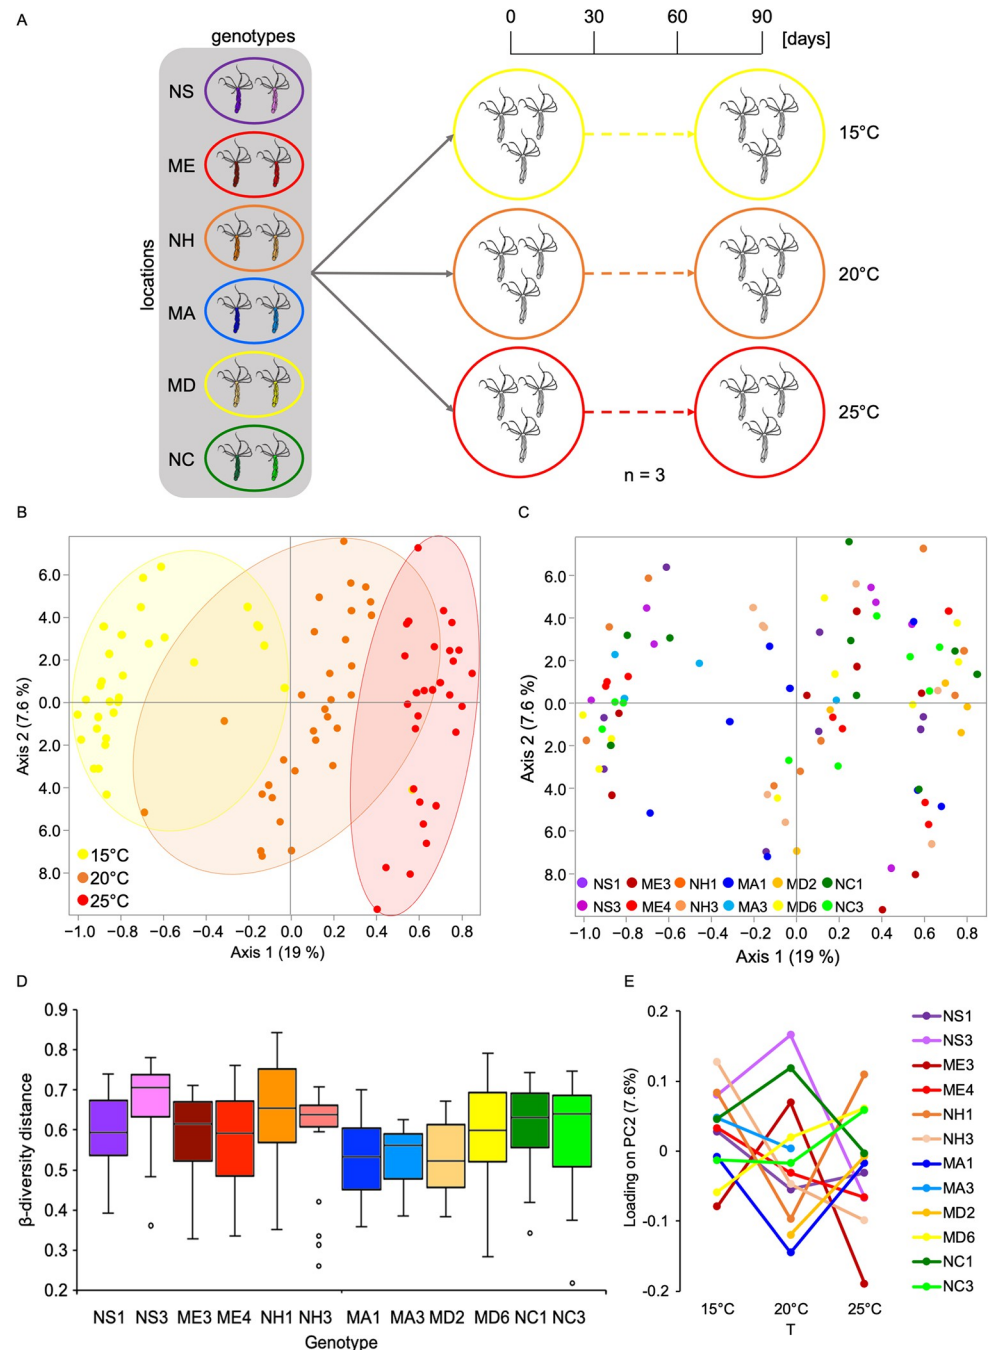 A
genotypes
locations
NS
ME
NH
MA
MD
NC
0 30 60 90
[days]
15°C
20°C
25°C
n = 3
B
Axis 2 (7.6 %)
6.0
4.0
2.0
0.0
2.0
4.0
6.0
8.0
15°C
20°C
25°C
−1.0 −0.8 −0.6 −0.4 −0.2 0.0 0.2 0.4 0.6 0.8
Axis 1 (19 %)
C
Axis 2 (7.6 %)
6.0
4.0
2.0
0.0
2.0
4.0
6.0
8.0
NS1 ME3 NH1 MA1 MD2 NC1
NS3 ME4 NH3 MA3 MD6 NC3
−1.0 −0.8 −0.6 −0.4 −0.2 0.0 0.2 0.4 0.6 0.8
Axis 1 (19 %)
D
β-diversity distance
0.9
0.8
0.7
0.6
0.5
0.4
0.3
0.2
NS1 NS3 ME3 ME4 NH1 NH3 MA1 MA3 MD2 MD6 NC1 NC3
Genotype
E
Loading on PC2 (7.6%)
0.2
0.1
0
-0.1
-0.2
15°C 20°C 25°C
T
NS1
NS3
ME3
ME4
NH1
NH3
MA1
MA3
MD2
MD6
NC1
NC3